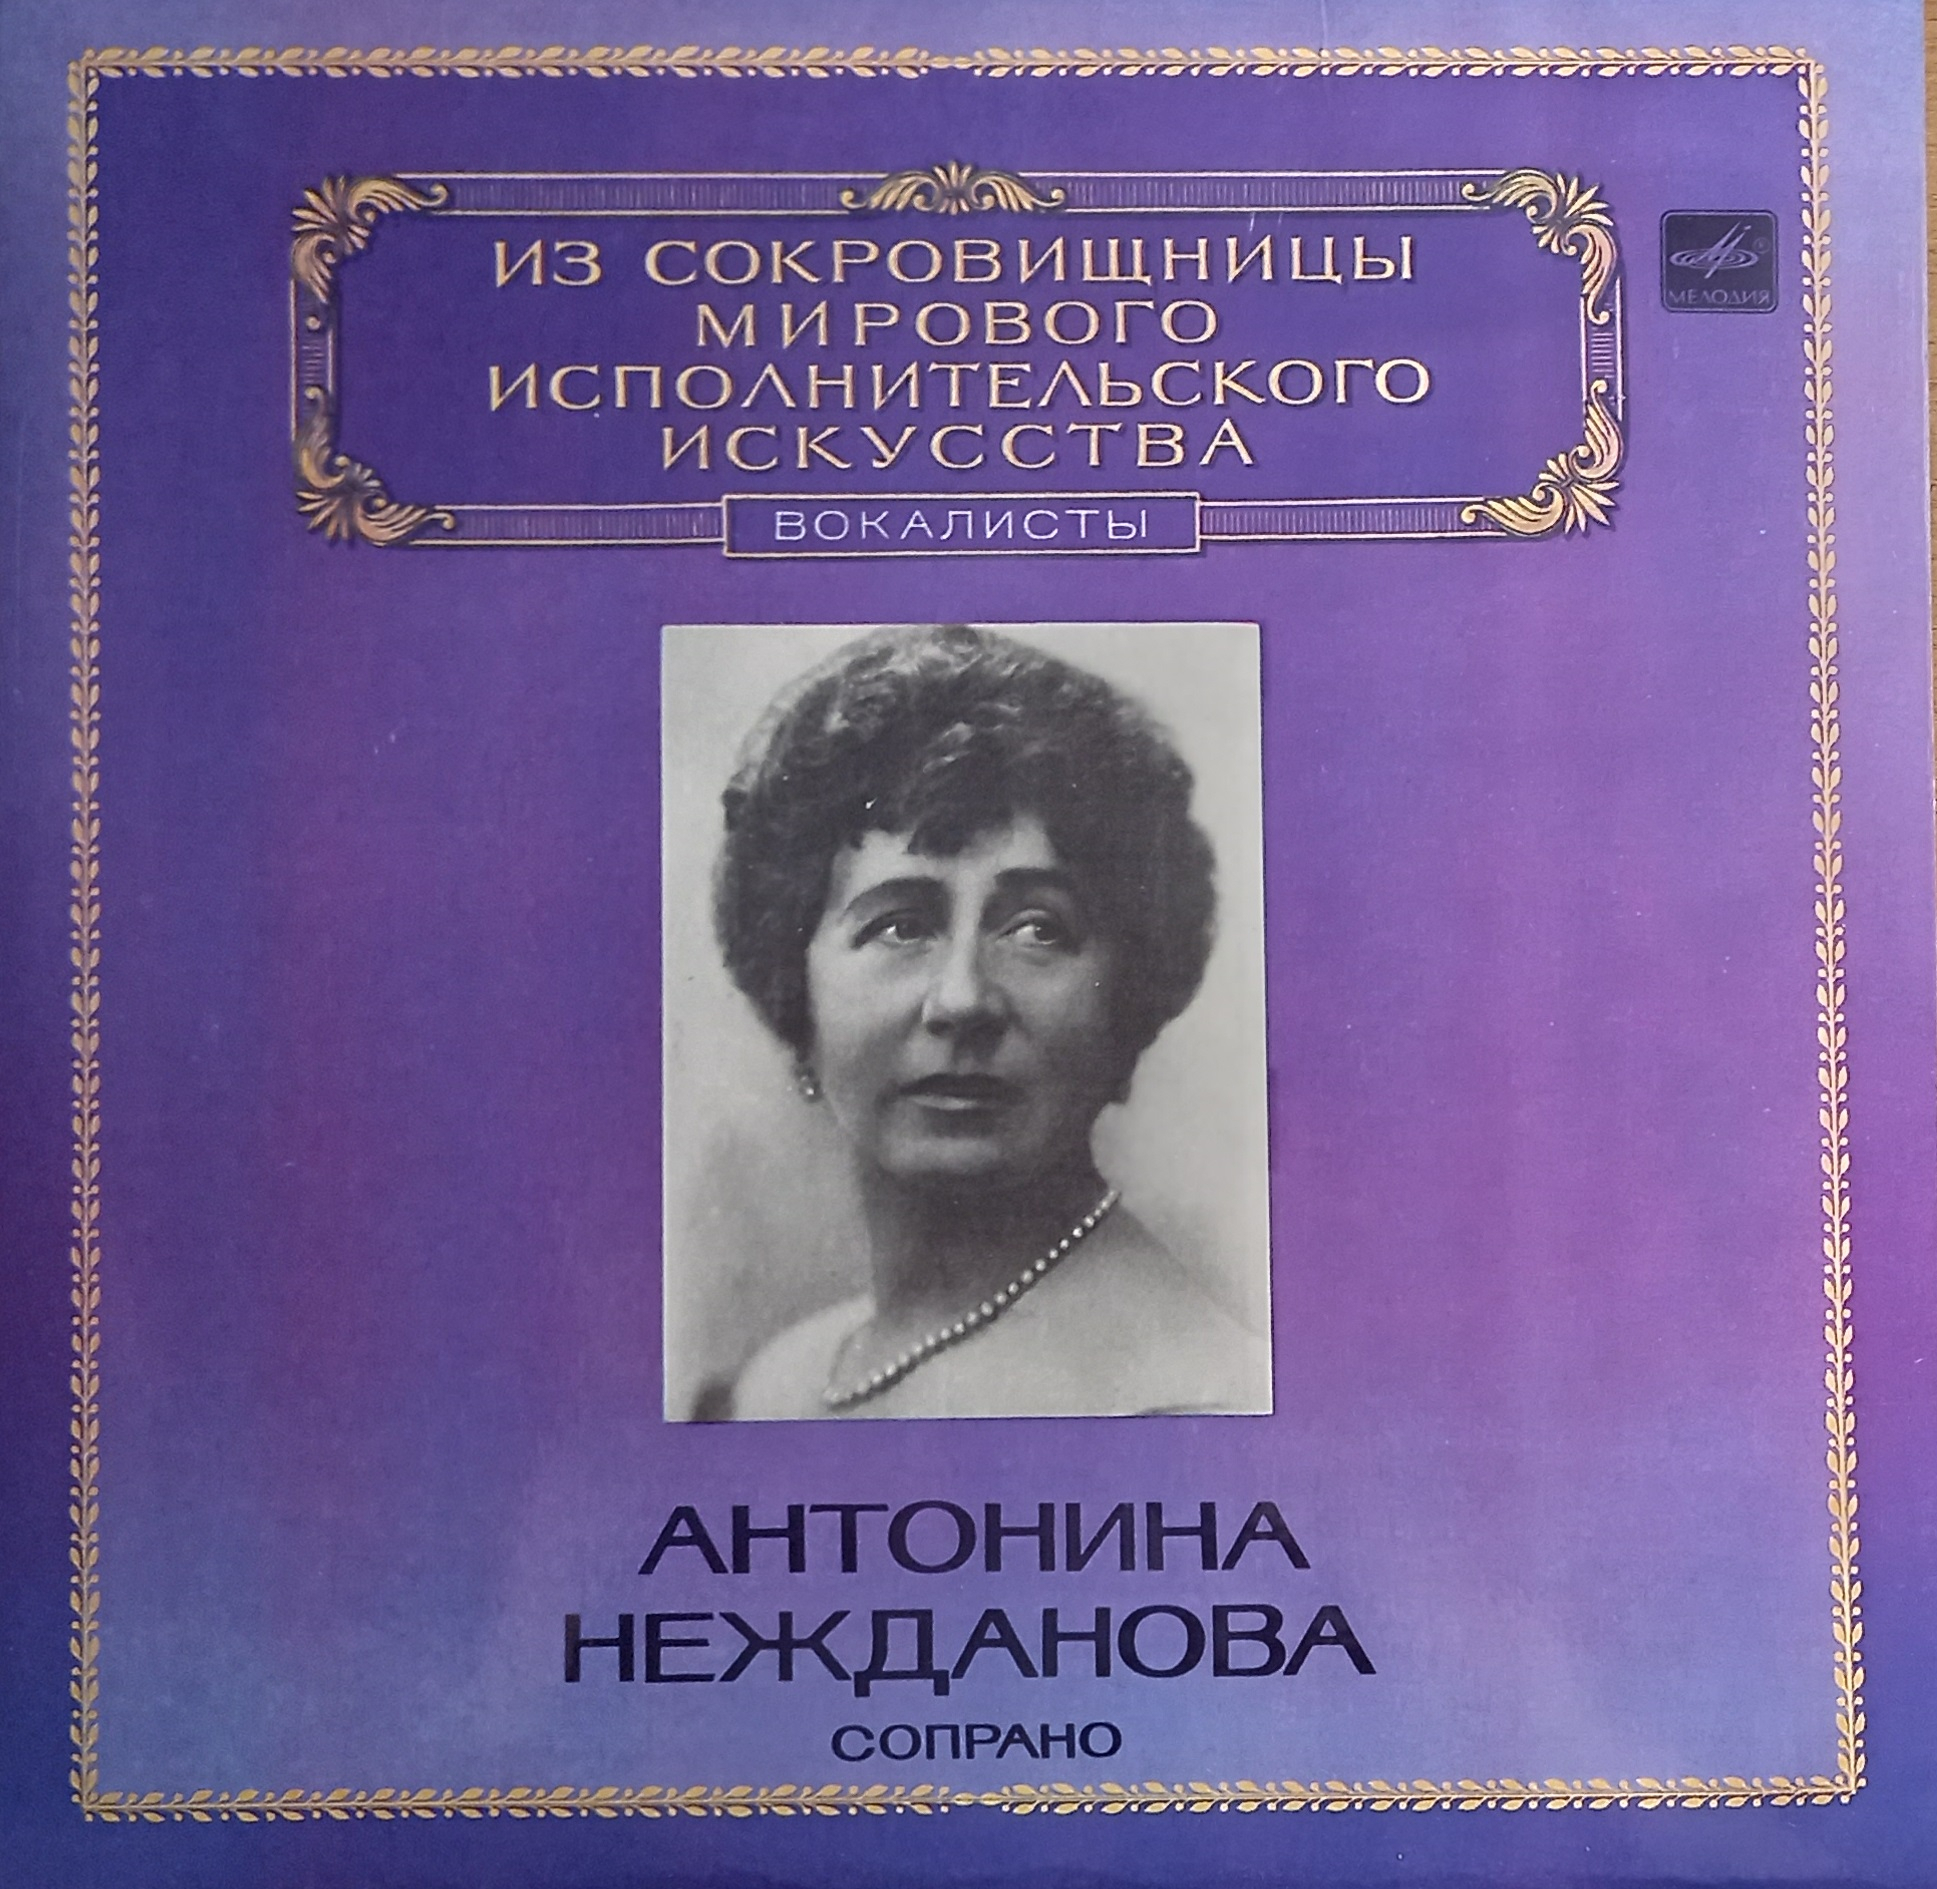 ИЗ СОКРОВИЩНИЦЫ
МИРОВОГО
ИСПОЛНИТЕЛЬСКОГО
ИСКУССТВА
ВОКАЛИСТЫ
МЕЛОДИЯ
АНТОНИНА
НЕЖДАНОВА
СОПРАНО